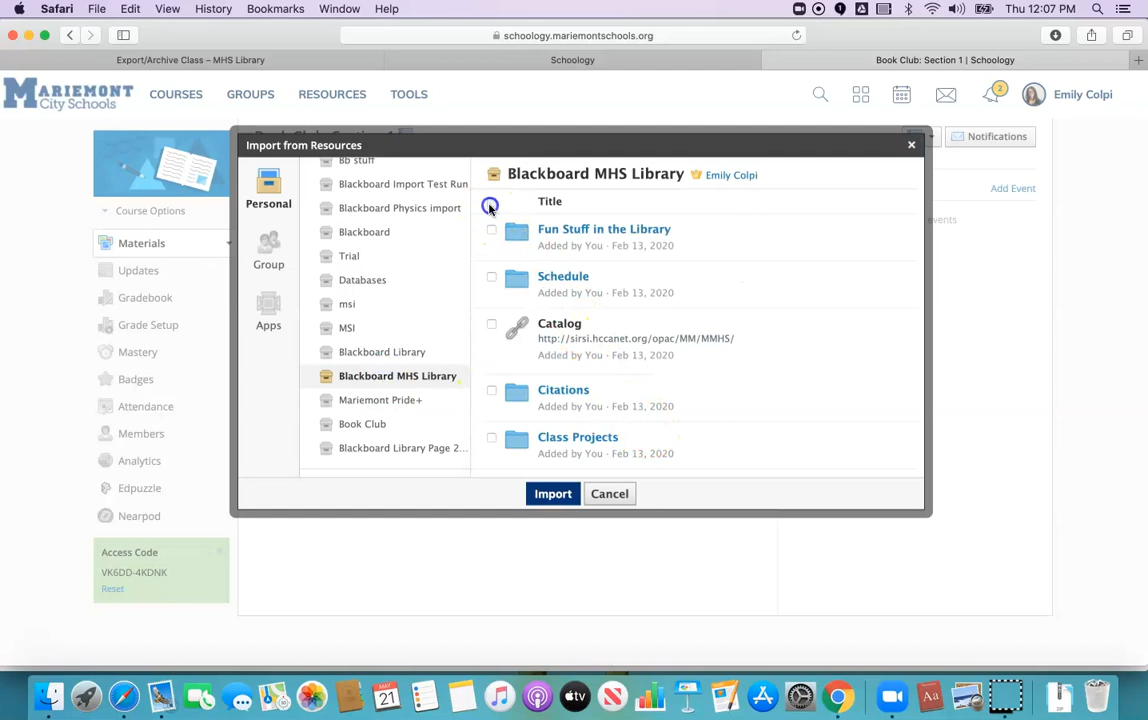 Safari File Edit View History Bookmarks Window Help Thu 12:07 PM
schoology.mariemontschools.org
Export/Archive Class – MHS Library Schoology Book Club: Section 1 | Schoology
MARIEMONT
City Schools
COURSES GROUPS RESOURCES TOOLS 2 Emily Colpi
Notifications
Import from Resources
Course Options
Materials
Updates
Gradebook
Grade Setup
Mastery
Badges
Attendance
Members
Analytics
Edpuzzle
Nearpod
Access Code
VK6DD-4KDNK
Reset
Personal
Group
Apps
Bb stuff
Blackboard Import Test Run
Blackboard Physics import
Blackboard
Trial
Databases
msi
MSI
Blackboard Library
Blackboard MHS Library
Mariemont Pride+
Book Club
Blackboard Library Page 2...
Blackboard MHS Library Emily Colpi
Title
Fun Stuff in the Library
Added by You · Feb 13, 2020
Schedule
Added by You · Feb 13, 2020
Catalog
http://sirsi.hccanet.org/opac/MM/MMHS/
Added by You · Feb 13, 2020
Citations
Added by You · Feb 13, 2020
Class Projects
Added by You · Feb 13, 2020
Import Cancel
Add Event
events
MAY
21
tv
Aa
ZIP